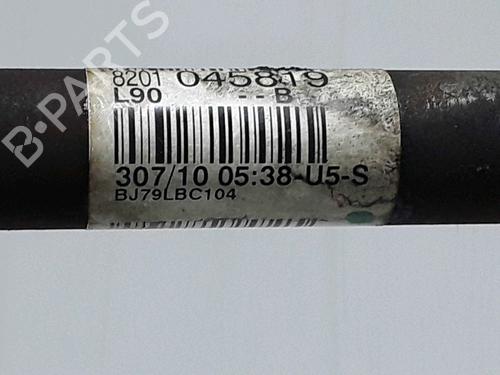 B-PARTS
8201 045819
L90 --B
307/10 05:38-U5-S
BJ79LBC104